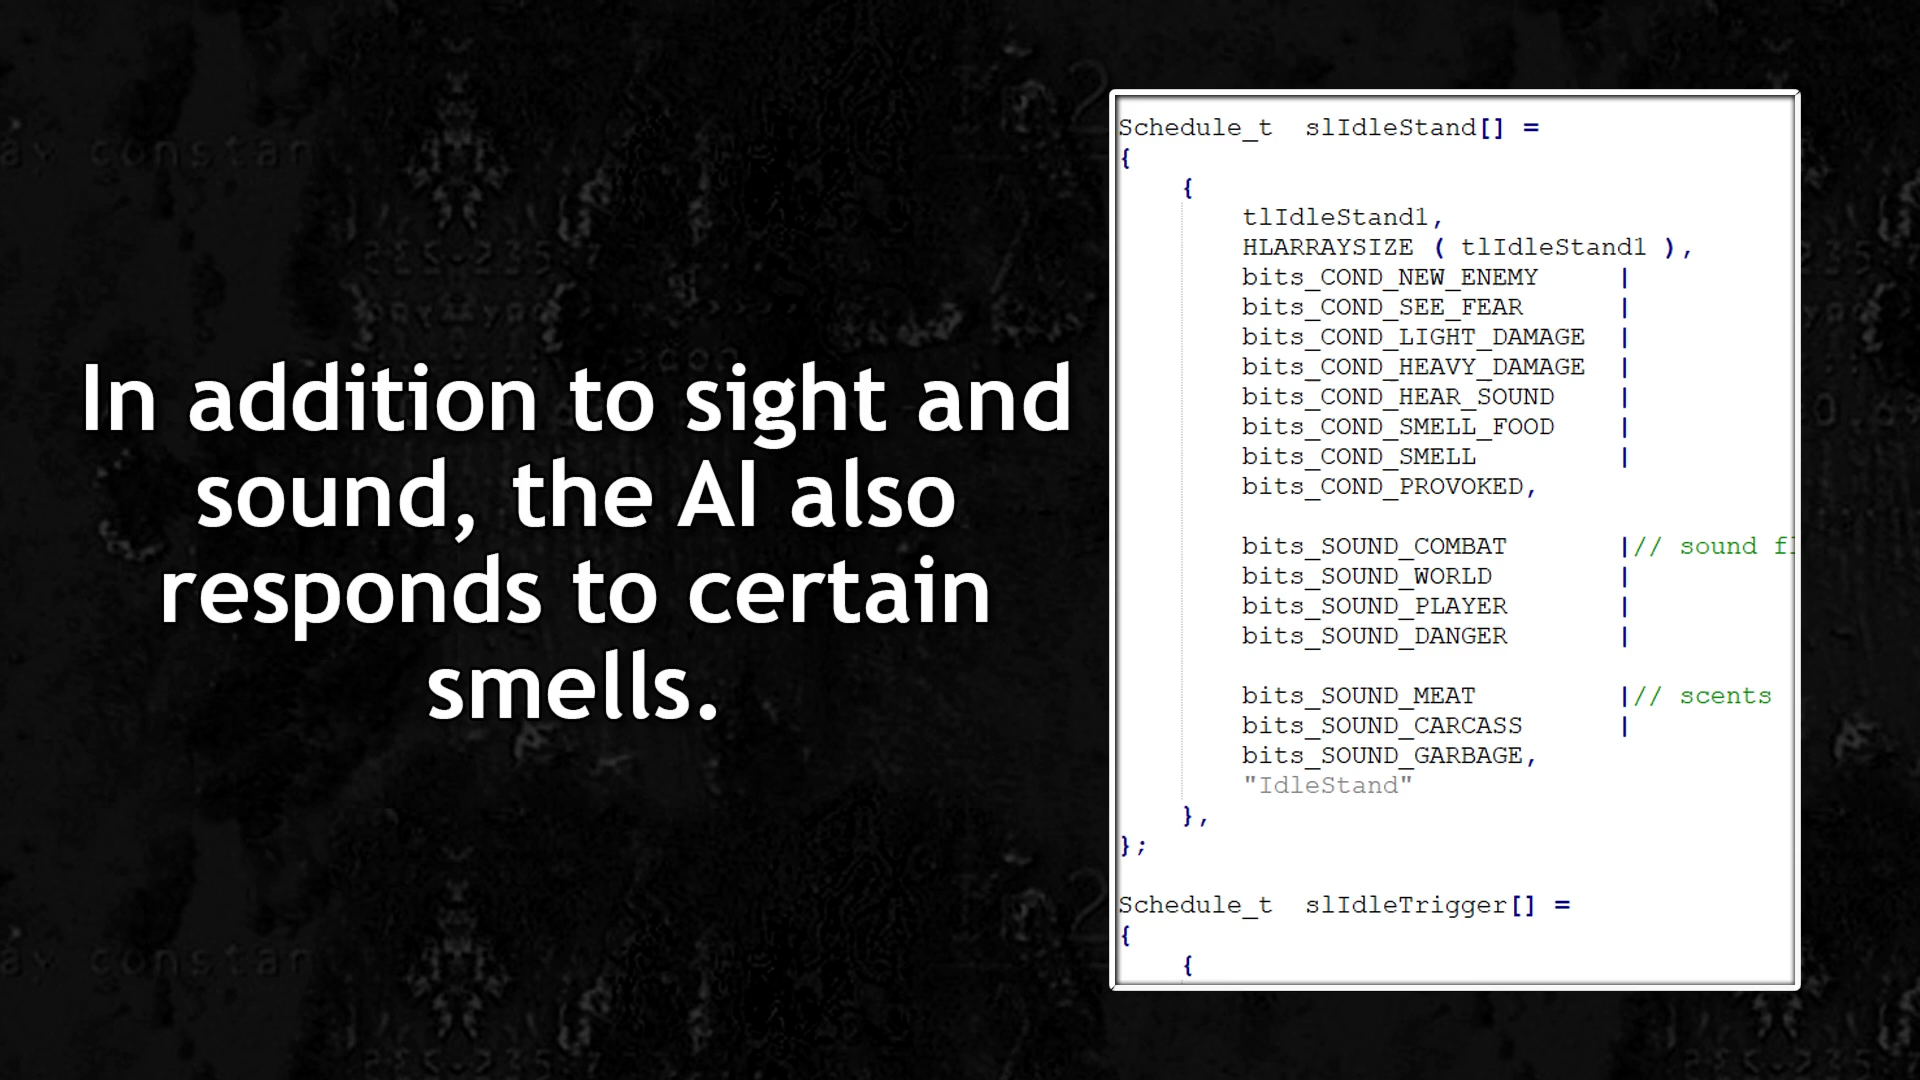 In addition to sight and
sound, the AI also
responds to certain
smells.
Schedule_t  slIdleStand[] =
{
    {
        tlIdleStand1,
        HLARRAYSIZE ( tlIdleStand1 ),
        bits_COND_NEW_ENEMY     |
        bits_COND_SEE_FEAR      |
        bits_COND_LIGHT_DAMAGE  |
        bits_COND_HEAVY_DAMAGE  |
        bits_COND_HEAR_SOUND    |
        bits_COND_SMELL_FOOD    |
        bits_COND_SMELL         |
        bits_COND_PROVOKED,
        bits_SOUND_COMBAT       |// sound
        bits_SOUND_WORLD        |
        bits_SOUND_PLAYER       |
        bits_SOUND_DANGER       |
        bits_SOUND_MEAT         |// scents
        bits_SOUND_CARCASS      |
        bits_SOUND_GARBAGE,
        "IdleStand"
    },
};
Schedule_t  slIdleTrigger[] =
{
    {